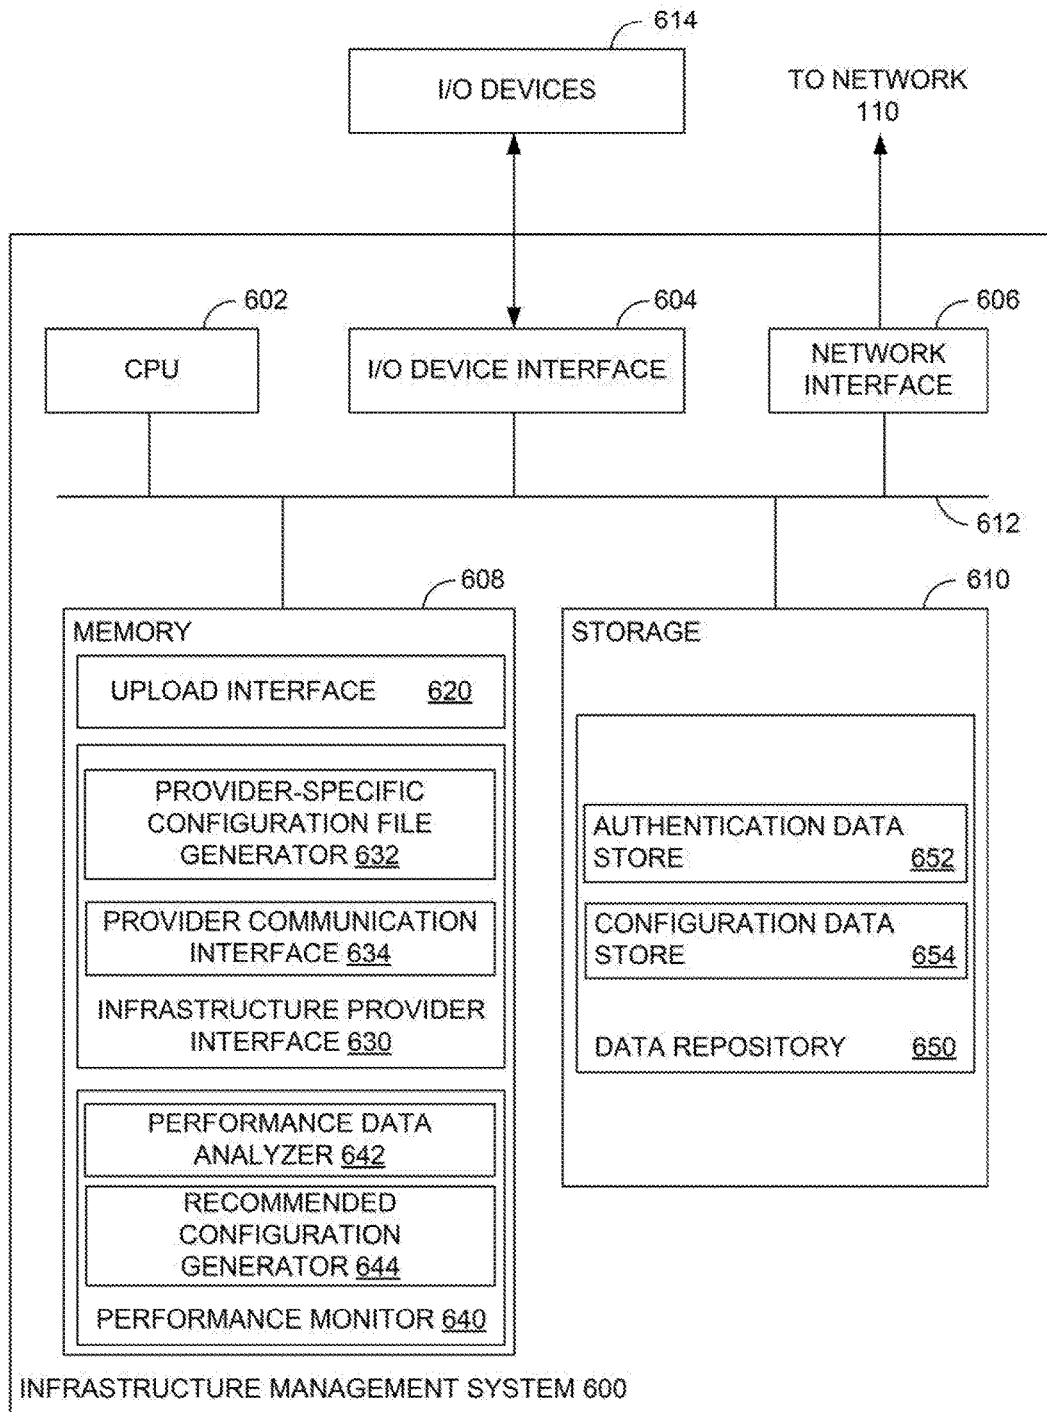 614
I/O DEVICES
TO NETWORK
110
602
604
606
CPU
I/O DEVICE INTERFACE
NETWORK
INTERFACE
612
608
610
MEMORY
UPLOAD INTERFACE 620
PROVIDER-SPECIFIC
CONFIGURATION FILE
GENERATOR 632
PROVIDER COMMUNICATION
INTERFACE 634
INFRASTRUCTURE PROVIDER
INTERFACE 630
PERFORMANCE DATA
ANALYZER 642
RECOMMENDED
CONFIGURATION
GENERATOR 644
PERFORMANCE MONITOR 640
STORAGE
AUTHENTICATION DATA
STORE 652
CONFIGURATION DATA
STORE 654
DATA REPOSITORY 650
INFRASTRUCTURE MANAGEMENT SYSTEM 600